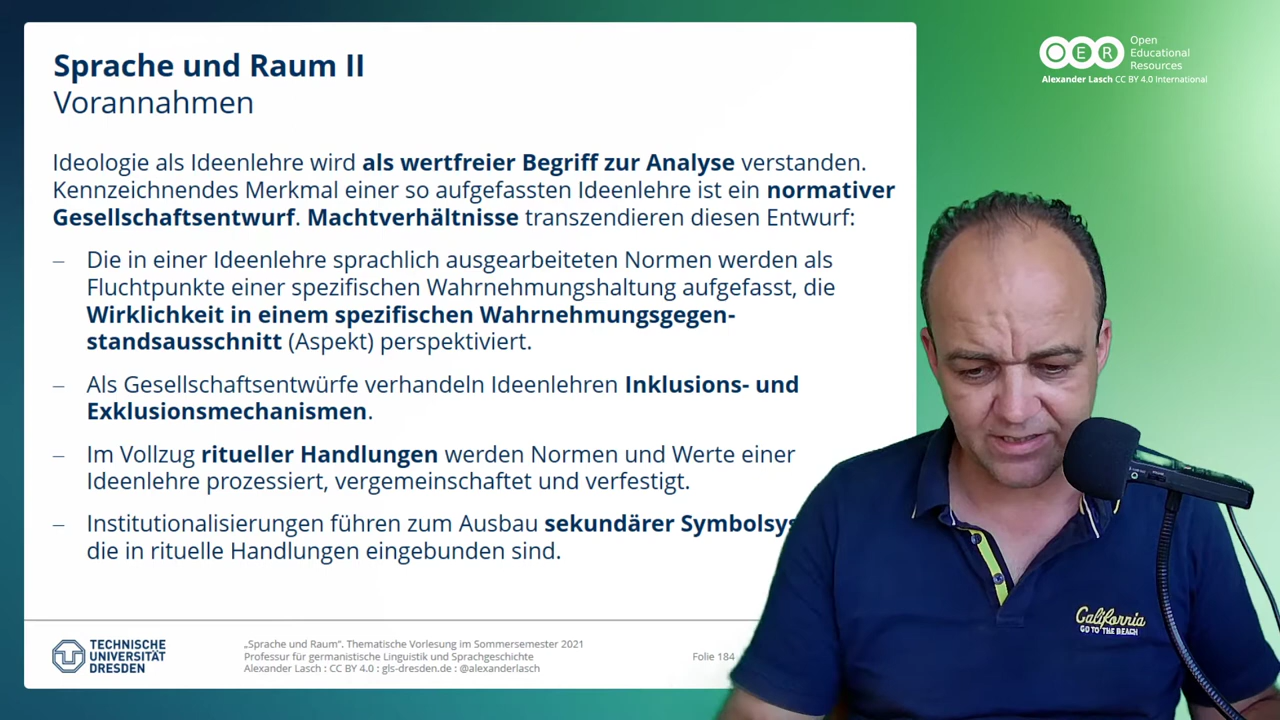 Sprache und Raum II
Vorannahmen
Ideologie als Ideenlehre wird als wertfreier Begriff zur Analyse verstanden.
Kennzeichnendes Merkmal einer so aufgefassten Ideenlehre ist ein normativer
Gesellschaftsentwurf. Machtverhältnisse transzendieren diesen Entwurf:
– Die in einer Ideenlehre sprachlich ausgearbeiteten Normen werden als
Fluchtpunkte einer spezifischen Wahrnehmungshaltung aufgefasst, die
Wirklichkeit in einem spezifischen Wahrnehmungsgegen-
standsausschnitt (Aspekt) perspektiviert.
– Als Gesellschaftsentwürfe verhandeln Ideenlehren Inklusions- und
Exklusionsmechanismen.
– Im Vollzug ritueller Handlungen werden Normen und Werte einer
Ideenlehre prozessiert, vergemeinschaftet und verfestigt.
– Institutionalisierungen führen zum Ausbau sekundärer
die in rituelle Handlungen eingebunden sind.
TECHNISCHE
UNIVERSITÄT
DRESDEN
„Sprache und Raum“. Thematische Vorlesung im Sommersemester 2021
Professur für germanistische Linguistik und Sprachgeschichte
Alexander Lasch : CC BY 4.0 : gls-dresden.de : @alexanderlasch
Folie 184
OER
Open
Educational
Resources
Alexander Lasch CC BY 4.0 International
California
GO TO THE BEACH